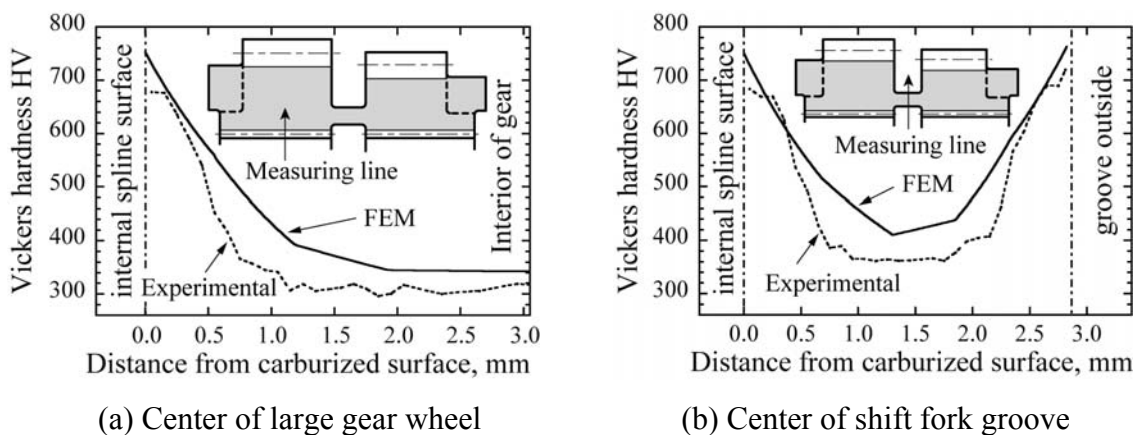 800
700
600
500
400
300
Vickers hardness HV
internal spline surface
Measuring line
FEM
Experimental
Interior of gear
0.0 0.5 1.0 1.5 2.0 2.5 3.0
Distance from carburized surface, mm
(a) Center of large gear wheel
800
700
600
500
400
300
Vickers hardness HV
internal spline surface
Measuring line
FEM
Experimental
groove outside
0.0 0.5 1.0 1.5 2.0 2.5 3.0
Distance from carburized surface, mm
(b) Center of shift fork groove